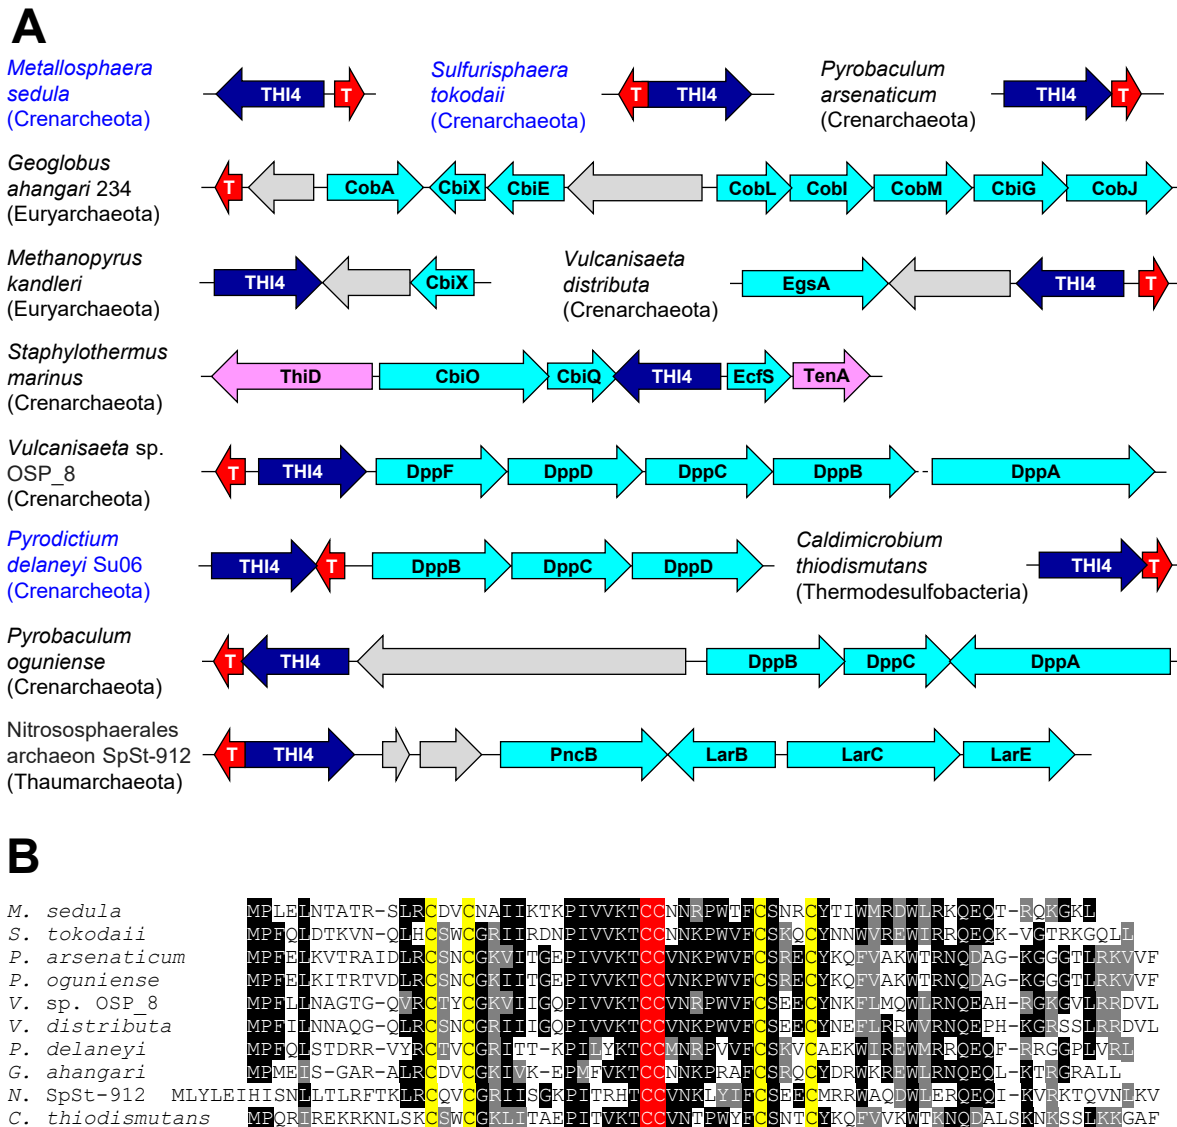 A
Metallosphaera sedula (Crenarcheota)
THI4 T
Sulfurisphaera tokodaii (Crenarchaeota)
T THI4
Pyrobaculum arsenaticum (Crenarchaeota)
THI4 T
Geoglobus ahangari 234 (Euryarchaeota)
T CobA CbiX CbiE CobL CobI CobM CbiG CobJ
Methanopyrus kandleri (Euryarchaeota)
THI4 CbiX
Vulcanisaeta distributa (Crenarchaeota)
EgsA THI4 T
Staphylothermus marinus (Crenarchaeota)
ThiD CbiO CbiQ THI4 EcfS TenA
Vulcanisaeta sp. OSP_8 (Crenarcheota)
T THI4 DppF DppD DppC DppB DppA
Pyrodictium delaneyi Su06 (Crenarcheota)
THI4 T DppB DppC DppD
Caldimicrobium thiodismutans (Thermodesulfobacteria)
THI4 T
Pyrobaculum oguniense (Crenarchaeota)
T THI4 DppB DppC DppA
Nitrososphaerales archaeon SpSt-912 (Thaumarchaeota)
T THI4 PncB LarB LarC LarE
B
M. sedula MPLELNTATR-SLRCDVCNAIIKTKPIVVKTCCNNRPWTFCSNRCYTIWMRDWLRKQEQT-RQKGKL
S. tokodaii MPFQLDTKVN-QLHCSWCGRIIRDNPIVVKTCCNNKPWVFCSKQCYNNWVREWIRRQEQK-VGTRKGQLL
P. arsenaticum MPFELKVTRAIDLRCSNCGKVITGEPIVVKTCCVNKPWVFCSRECYKQFVAKWTRNQDAG-KGGGTLRKVVF
P. oguniense MPFELKITRTVDLRCSNCGKIITGEPIVVKTCCVNKPWVFCSRECYKQFVAKWTRNQDAG-KGGGTLRKVVF
V. sp. OSP_8 MPFLLNAGTG-QVRCTYCGKVIIGQPIVVKTCCVNRPWVFCSEECYNKFLMQWLRNQEAH-RGKGVLRRDVL
V. distributa MPFILNNAQG-QLRCSNCGRIIIGQPIVVKTCCVNKPWVFCSEECYNEFLRRWVRNQEPH-KGRSSLRRDVL
P. delaneyi MPFQLSTDRR-VYRCTVCGRITT-KPILYKTCCMNRPVVFCSKVCAEKWIREWMRRQEQF-RRGGPLVRL
G. ahangari MPMEIS-GAR-ALRCDVCGKIVK-EPMFVKTCCDNKPRAFCSRQCYDRWKREWLRNQEQL-KTRGRALL
N. SpSt-912 MLYLEIHISNLLTLRFTKLRCQVCGRIISGKPITRHTCCVNKLYIFCSEECMRRWAQDWLERQEQI-KVRKTQVNLKV
C. thiodismutans MPQRIREKRKNLSKCSWCGKLITAEPITVKTCCVNTPWYFCSNTCYKQFVVKWTKNQDALSKNKSSLKKGAF